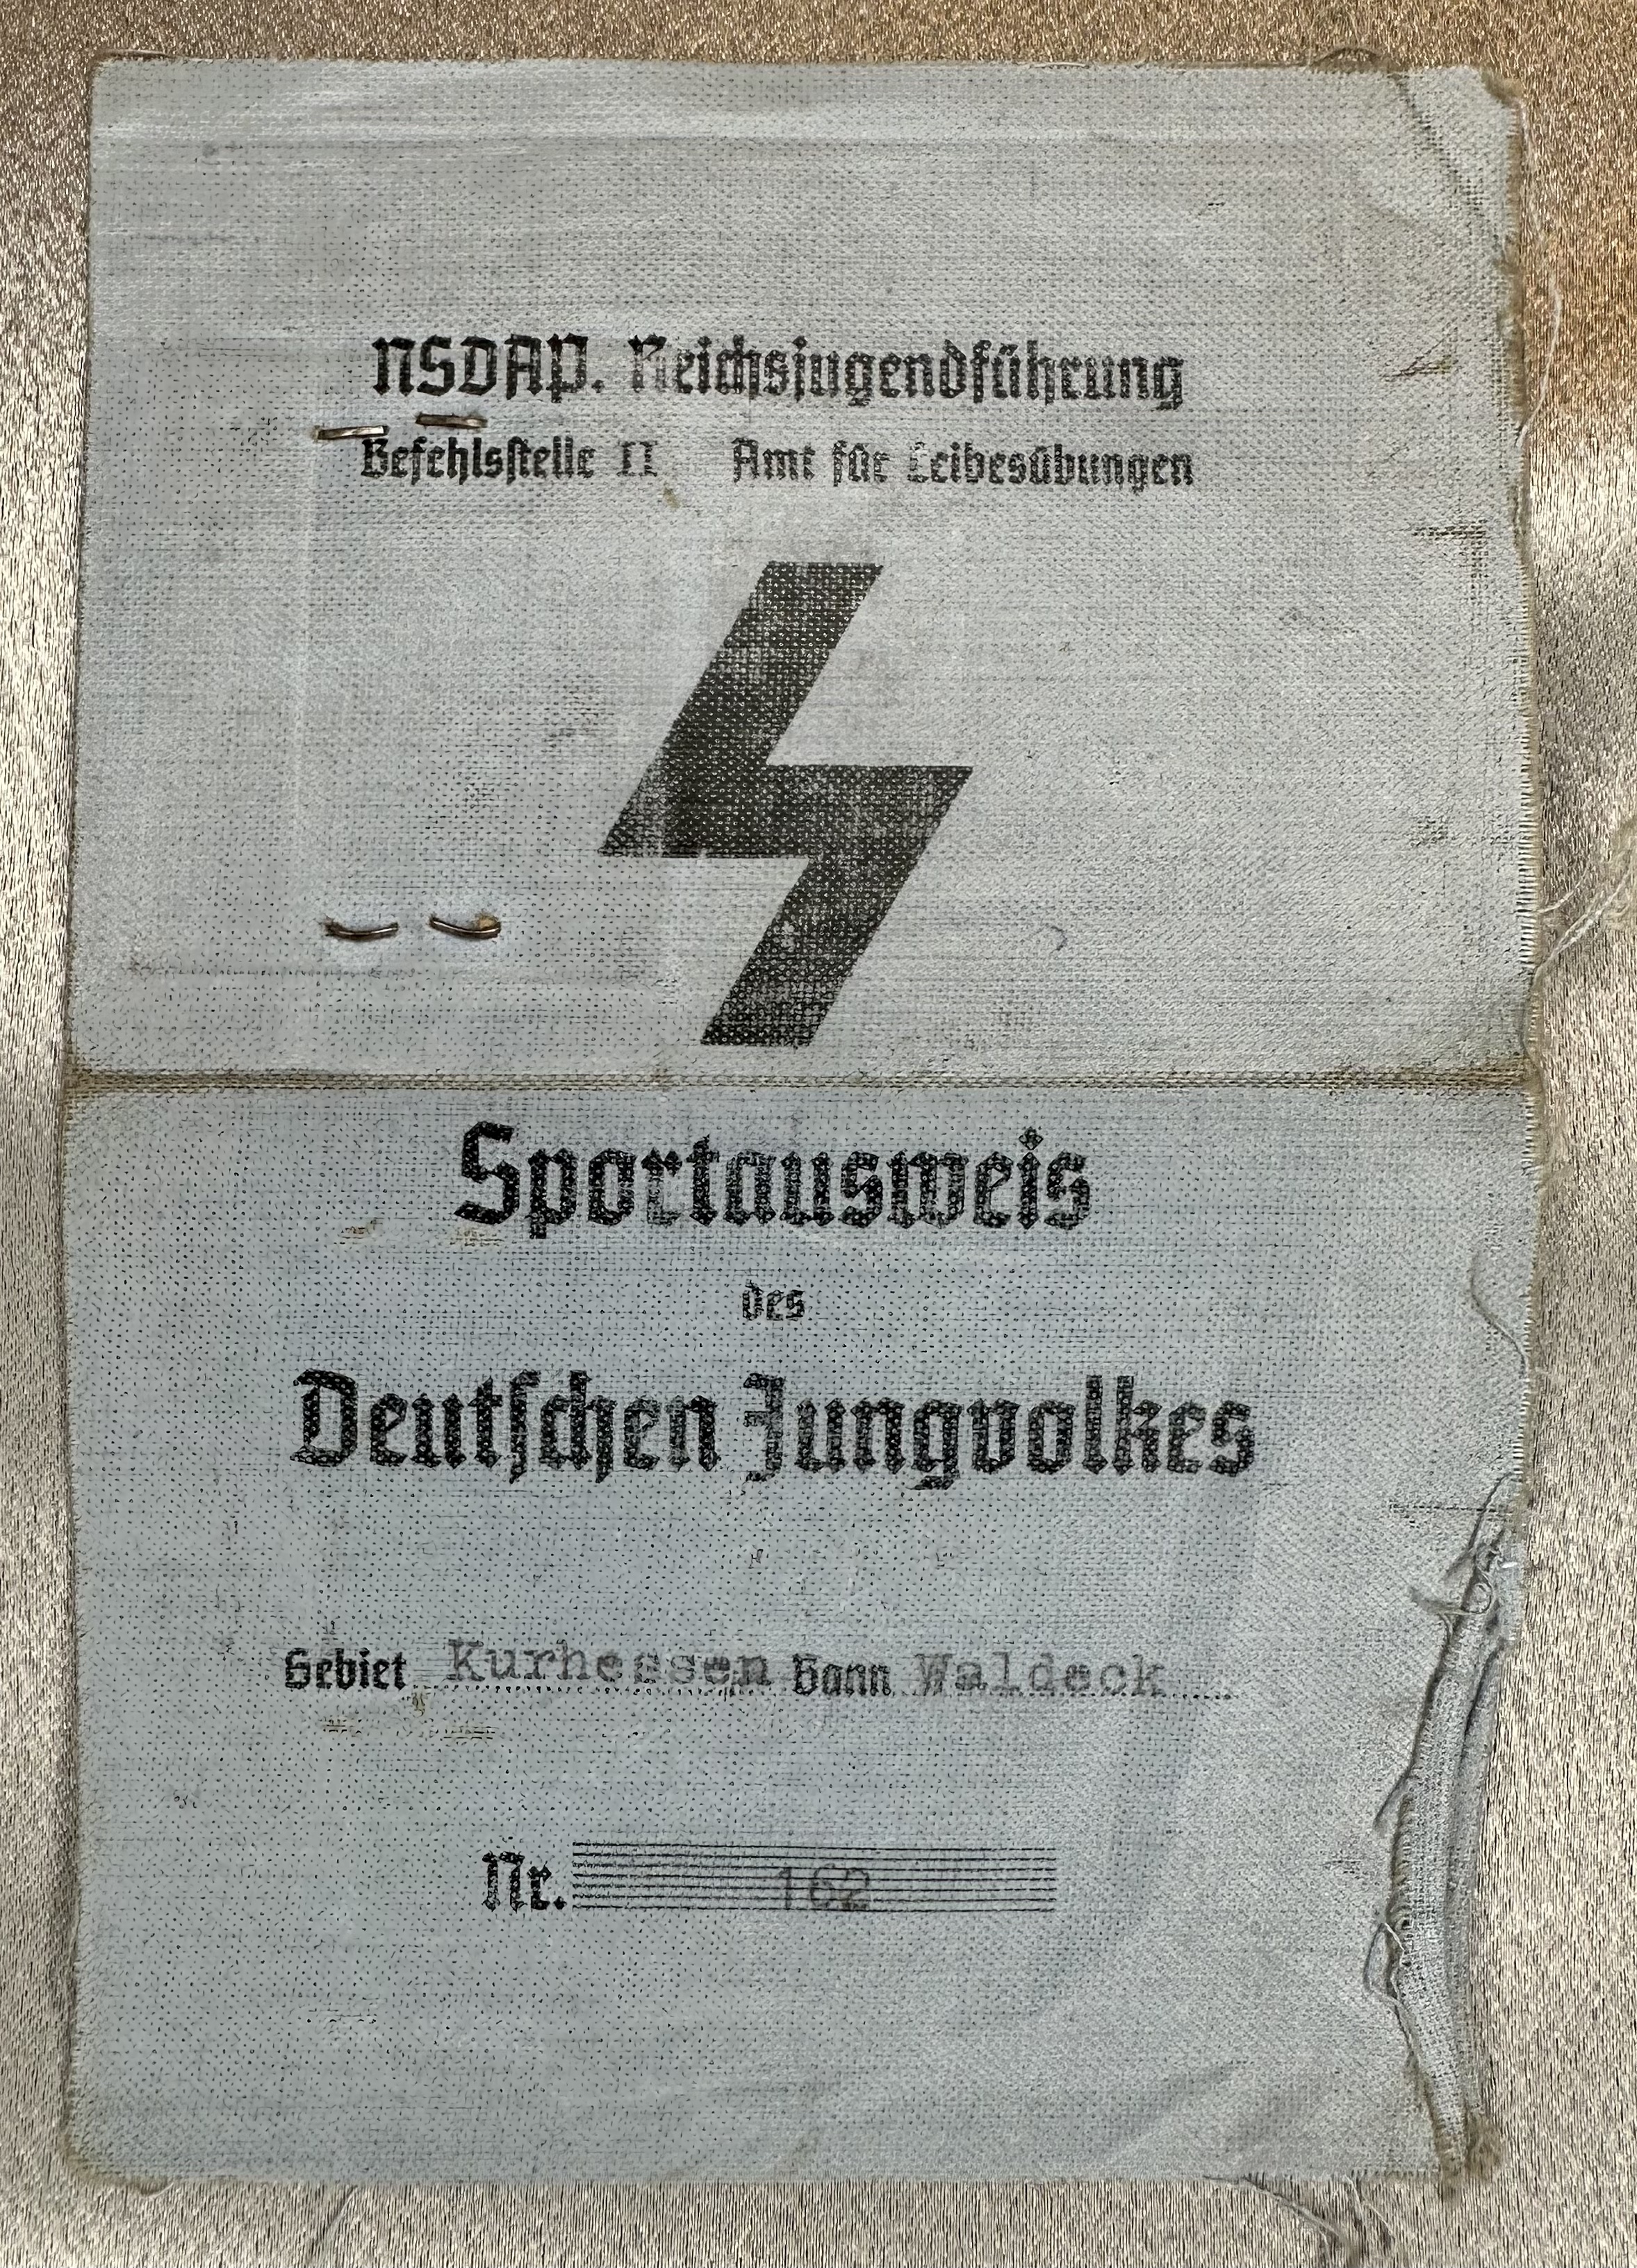 NSDAP. Reichsjugendführung
Befehlsstelle II Amt für Leibesübungen
Sportausweis
des
Deutschen Jungvolkes
Gebiet Kurhessen Bann Waldeck
Nr. 162